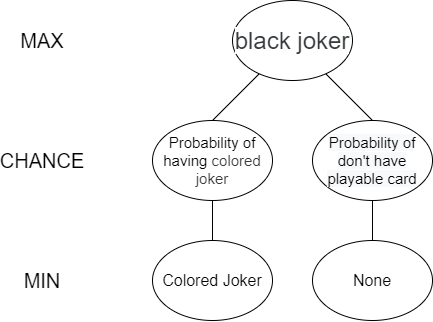 MAX
black joker
CHANCE
Probability of
having colored
joker
Probability of
don't have
playable card
MIN
Colored Joker
None